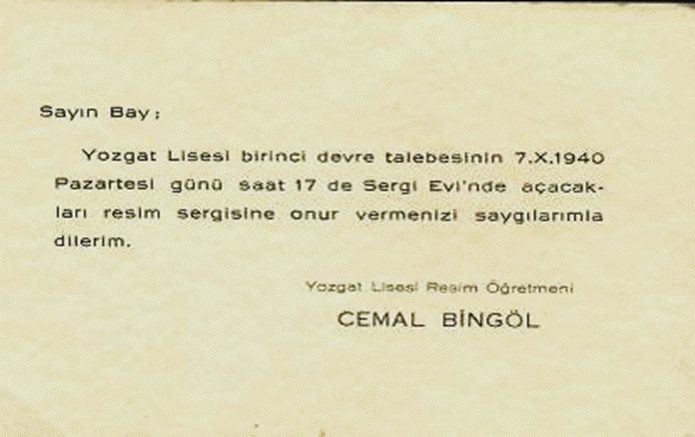 Sayın Bay;
Yozgat Lisesi birinci devre talebesinin 7.X.1940
Pazartesi günü saat 17 de Sergi Evi'nde açacak-
ları resim sergisine onur vermenizi saygılarımla
dilerim.
Yozgat Lisesi Resim Öğretmeni
CEMAL BİNGÖL